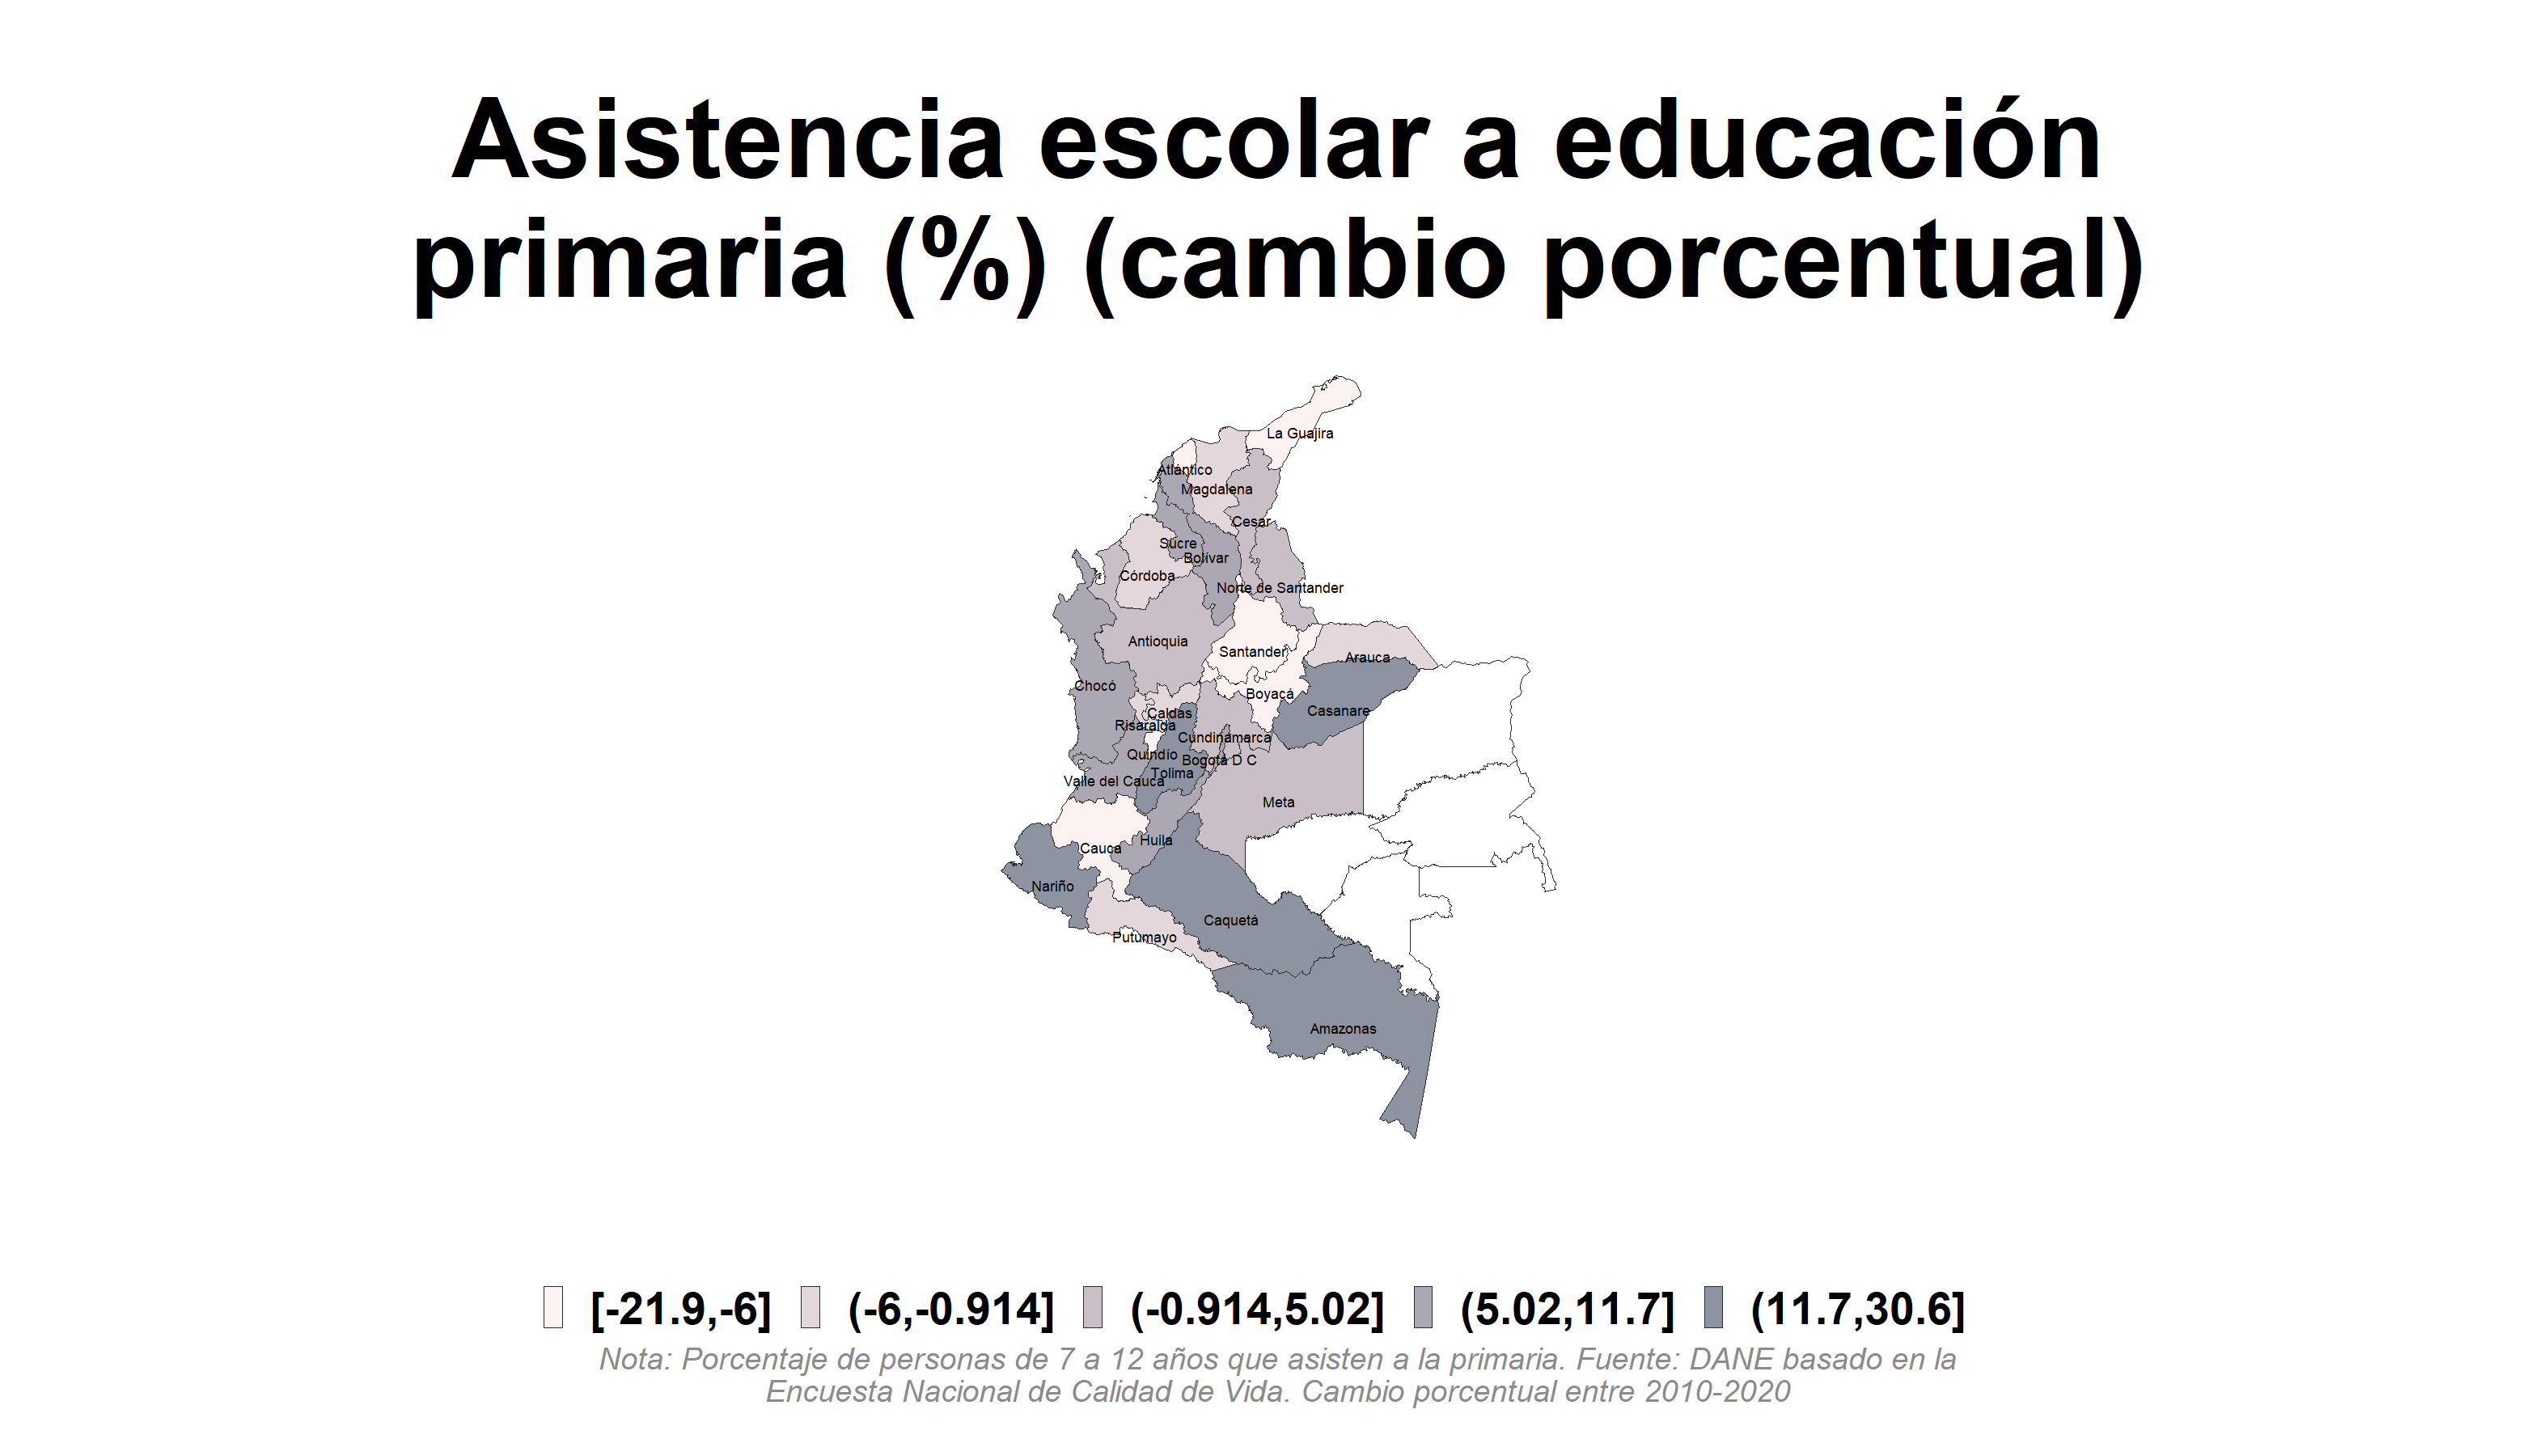 Asistencia escolar a educación
primaria (%) (cambio porcentual)
La Guajira
Atlántico
Magdalena
Cesar
Sucre
Bolívar
Córdoba
Norte de Santander
Antioquia
Santander
Arauca
Chocó
Boyacá
Casanare
Caldas
Risaralda
Cundinamarca
Quindío
Bogotá D C
Tolima
Valle del Cauca
Meta
Huila
Cauca
Nariño
Caquetá
Putumayo
Amazonas
[-21.9,-6] (-6,-0.914] (-0.914,5.02] (5.02,11.7] (11.7,30.6]
Nota: Porcentaje de personas de 7 a 12 años que asisten a la primaria. Fuente: DANE basado en la
Encuesta Nacional de Calidad de Vida. Cambio porcentual entre 2010-2020